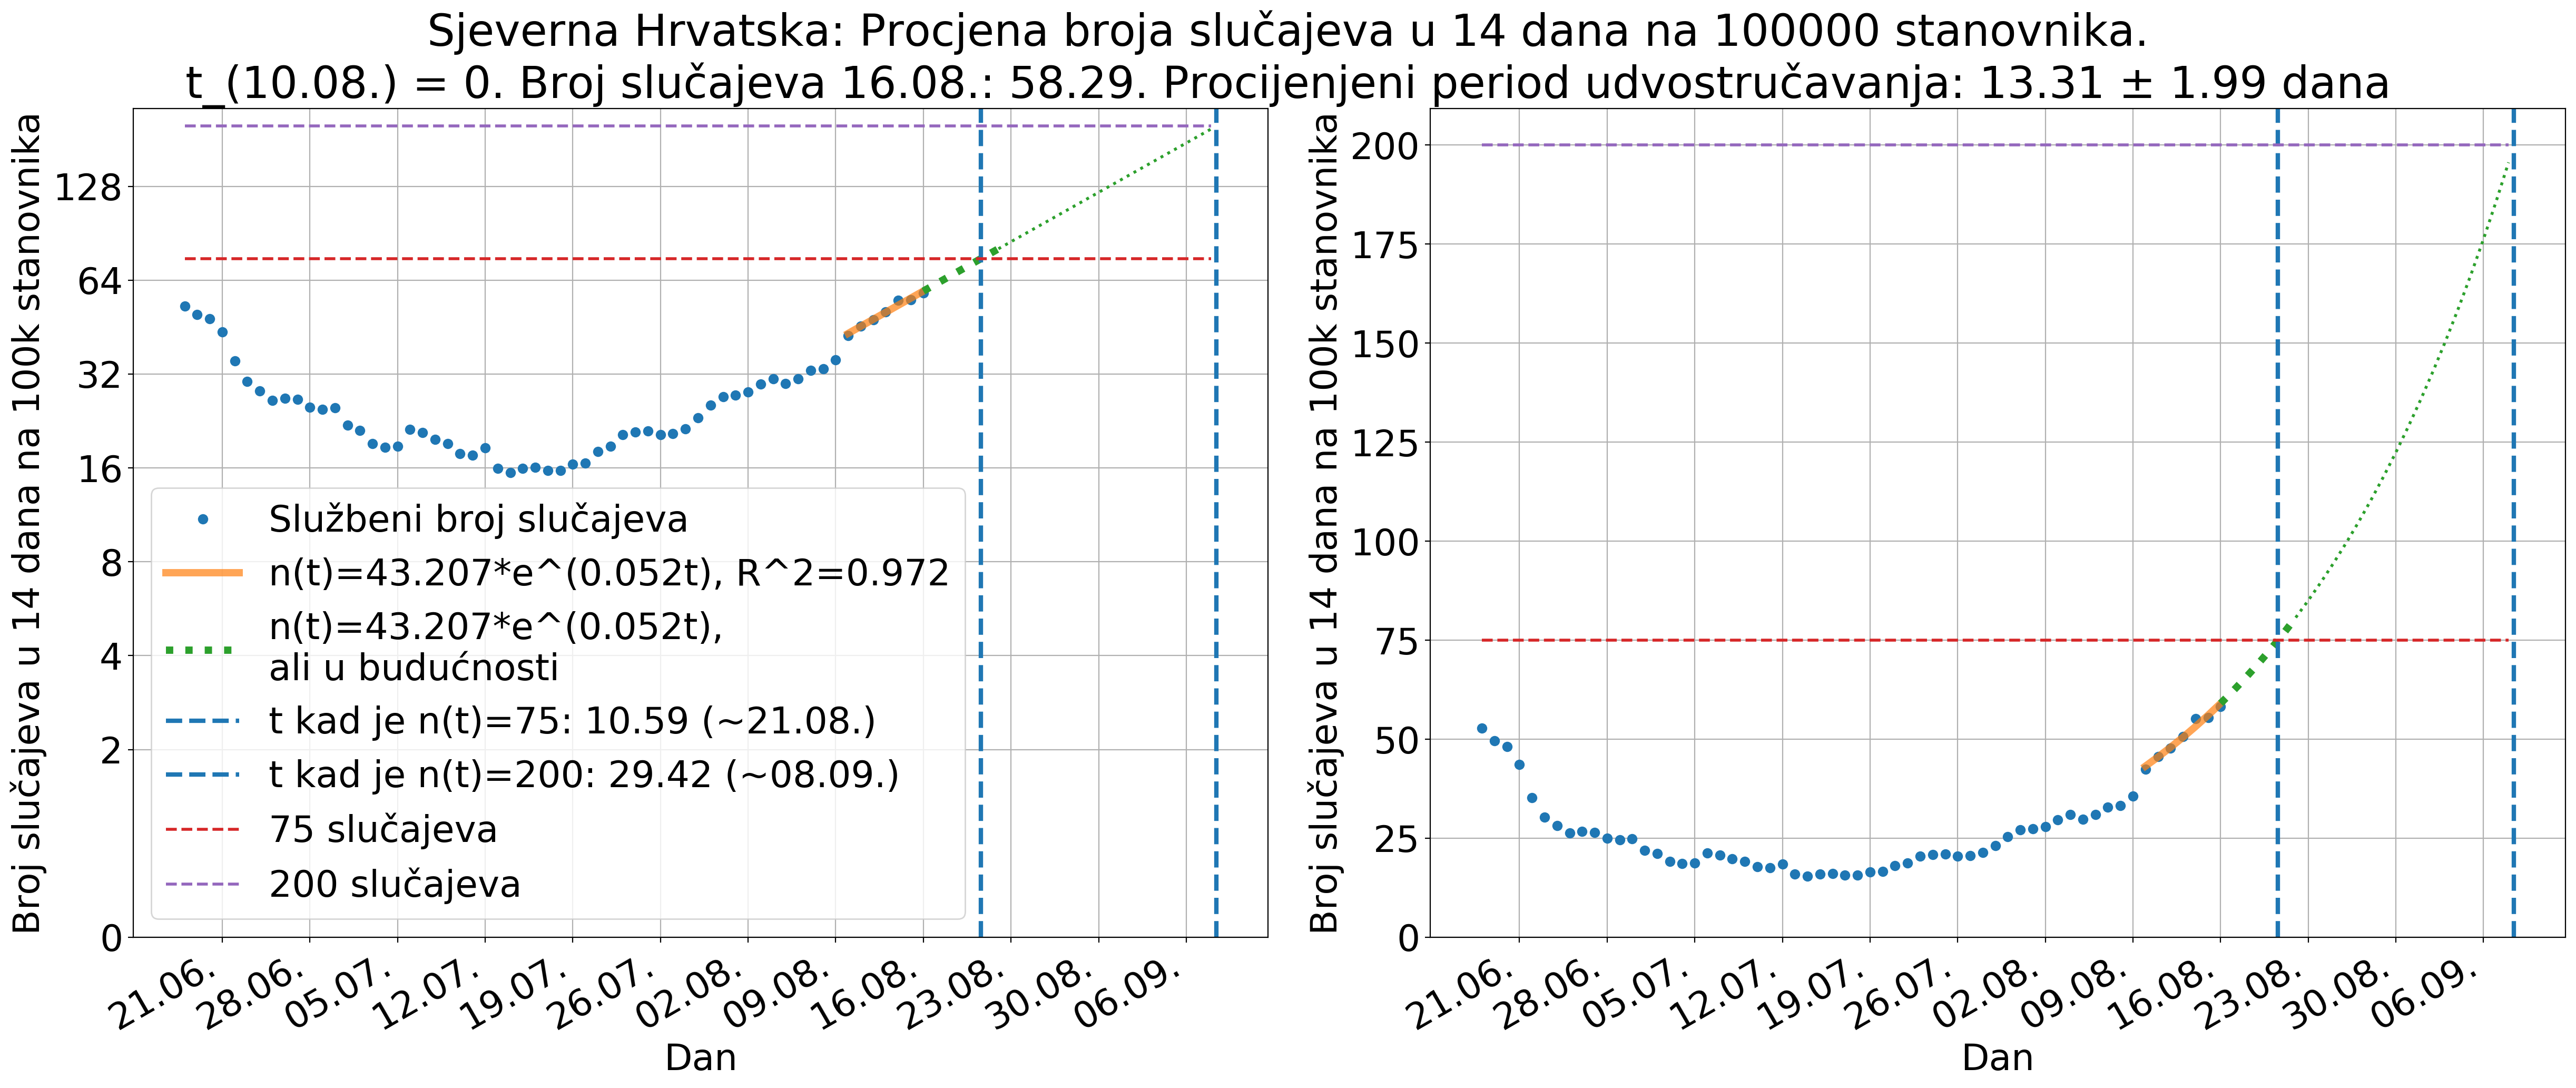 Sjeverna Hrvatska: Procjena broja slučajeva u 14 dana na 100000 stanovnika.
t_(10.08.) = 0. Broj slučajeva 16.08.: 58.29. Procijenjeni period udvostručavanja: 13.31 ± 1.99 dana
Broj slučajeva u 14 dana na 100k stanovnika
128
64
32
16
8
4
2
0
Službeni broj slučajeva
n(t)=43.207*e^(0.052t), R^2=0.972
n(t)=43.207*e^(0.052t),
ali u budućnosti
t kad je n(t)=75: 10.59 (~21.08.)
t kad je n(t)=200: 29.42 (~08.09.)
75 slučajeva
200 slučajeva
21.06.
28.06.
05.07.
12.07.
19.07.
26.07.
02.08.
09.08.
16.08.
23.08.
30.08.
06.09.
Dan
Broj slučajeva u 14 dana na 100k stanovnika
200
175
150
125
100
75
50
25
0
21.06.
28.06.
05.07.
12.07.
19.07.
26.07.
02.08.
09.08.
16.08.
23.08.
30.08.
06.09.
Dan